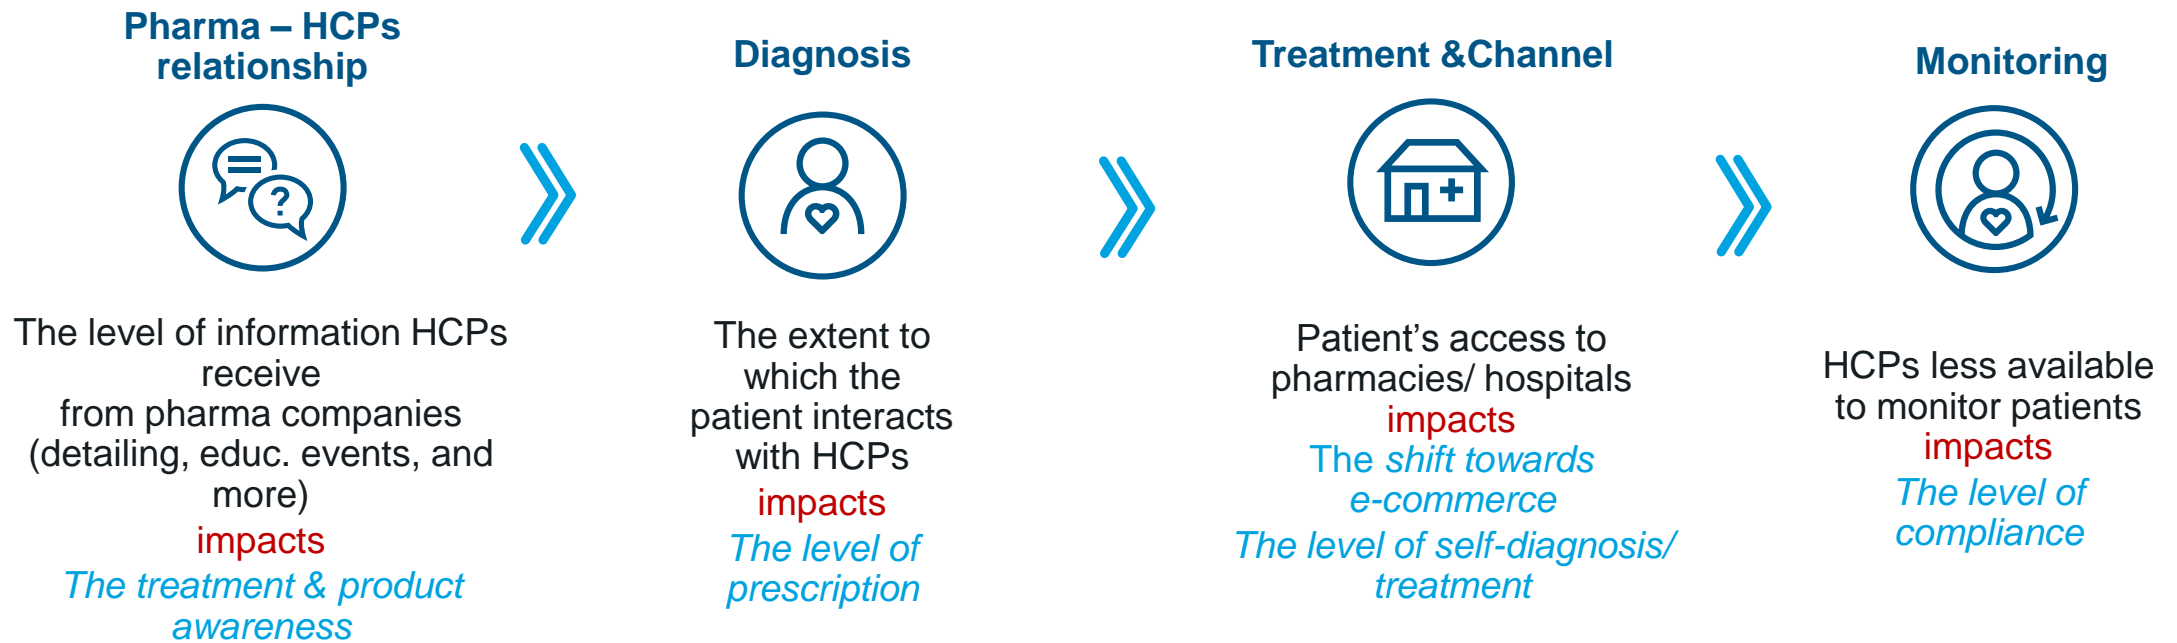 Pharma – HCPs
relationship
The level of information HCPs
receive
from pharma companies
(detailing, educ. events, and
more)
impacts
The treatment & product
awareness
Diagnosis
The extent to
which the
patient interacts
with HCPs
impacts
The level of
prescription
Treatment &Channel
Patient’s access to
pharmacies/ hospitals
impacts
The shift towards
e-commerce
The level of self-diagnosis/
treatment
Monitoring
HCPs less available
to monitor patients
impacts
The level of
compliance
?